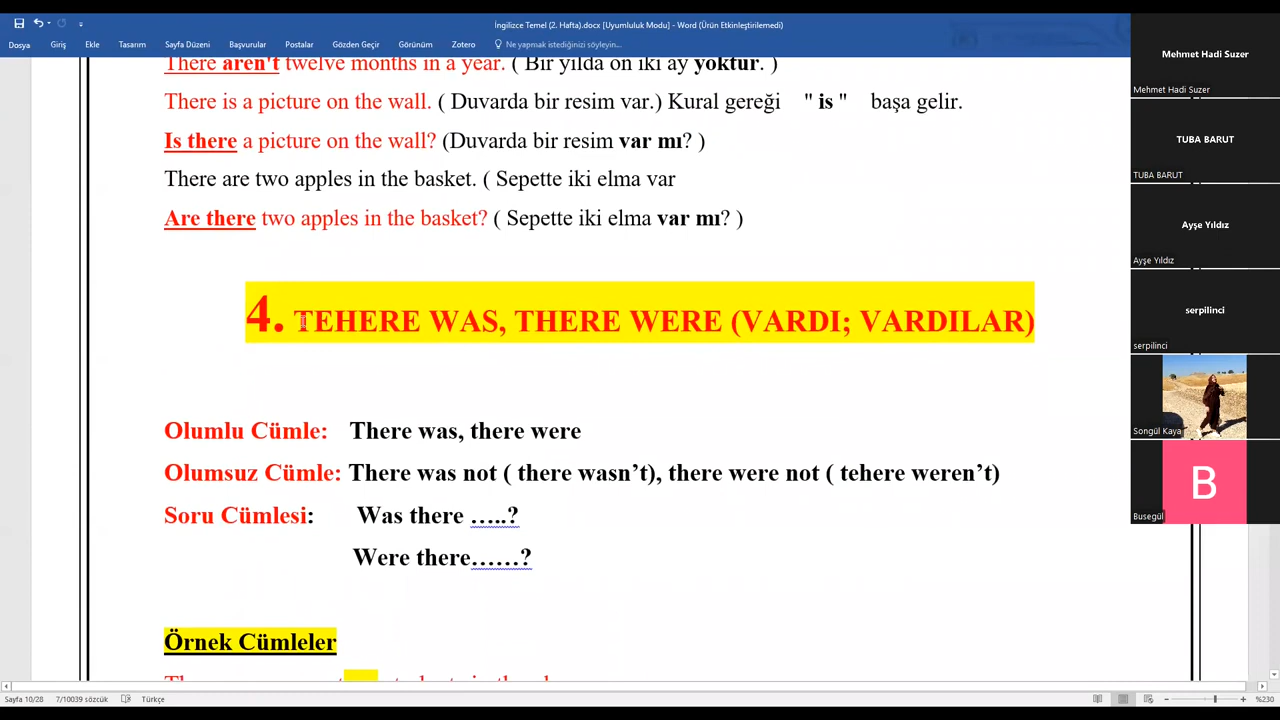 İngilizce Temel (2. Hafta).docx [Uyumluluk Modu] - Word (Ürün Etkinleştirilemedi)
Dosya Giriş Ekle Tasarım Sayfa Düzeni Başvurular Postalar Gözden Geçir Görünüm Zotero Ne yapmak istediğinizi söyleyin...
There aren't twelve months in a year. ( Bir yılda on iki ay yoktur. )
There is a picture on the wall. ( Duvarda bir resim var.) Kural gereği " is " başa gelir.
Is there a picture on the wall? (Duvarda bir resim var mı? )
There are two apples in the basket. ( Sepette iki elma var
Are there two apples in the basket? ( Sepette iki elma var mı? )
4. TEHERE WAS, THERE WERE (VARDI; VARDILAR)
Olumlu Cümle: There was, there were
Olumsuz Cümle: There was not ( there wasn’t), there were not ( tehere weren’t)
Soru Cümlesi: Was there …..?
Were there……?
Örnek Cümleler
Sayfa 10/28 7/10039 sözcük Türkçe %230
Mehmet Hadi Suzer
Mehmet Hadi Suzer
TUBA BARUT
TUBA BARUT
Ayşe Yıldız
Ayşe Yıldız
serpilinci
serpilinci
Songül Kaya
B
Busegül